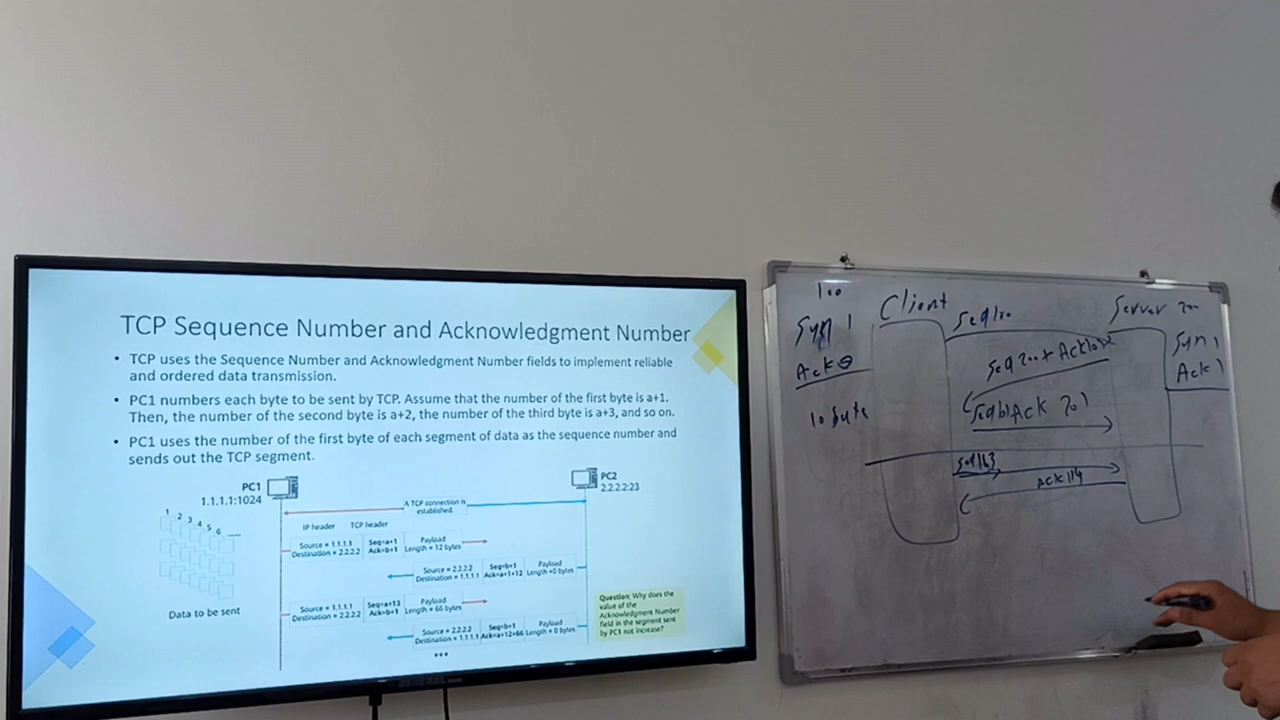 TCP Sequence Number and Acknowledgment Number
• TCP uses the Sequence Number and Acknowledgment Number fields to implement reliable
and ordered data transmission.
• PC1 numbers each byte to be sent by TCP. Assume that the number of the first byte is a+1.
Then, the number of the second byte is a+2, the number of the third byte is a+3, and so on.
• PC1 uses the number of the first byte of each segment of data as the sequence number and
sends out the TCP segment.
PC1
1.1.1.1:1024
PC2
2.2.2.2:23
A TCP connection is
established.
1 2 3 4 5 6
IP header TCP header
Source = 1.1.1.1
Destination = 2.2.2.2
Seq=a+1
Ack=b+1
Payload
Length = 12 bytes
Source = 2.2.2.2
Destination = 1.1.1.1
Seq=b+1
Ack=a+1+12
Payload
Length =0 bytes
Source = 1.1.1.1
Destination = 2.2.2.2
Seq=a+13
Ack=b+1
Payload
Length = 66 bytes
Source = 2.2.2.2
Destination = 1.1.1.1
Seq=b+1
Ack=a+12+66
Payload
Length = 0 bytes
•••
Data to be sent
Question: Why does the
value of the
Acknowledgment Number
field in the segment sent
by PC1 not increase?
100
Syn 1
Ack 0
10 byte
Client
Server 200
Seq100
Seq 200 + Ack
Ack 201
Ack 114
Syn 1
Ack 1